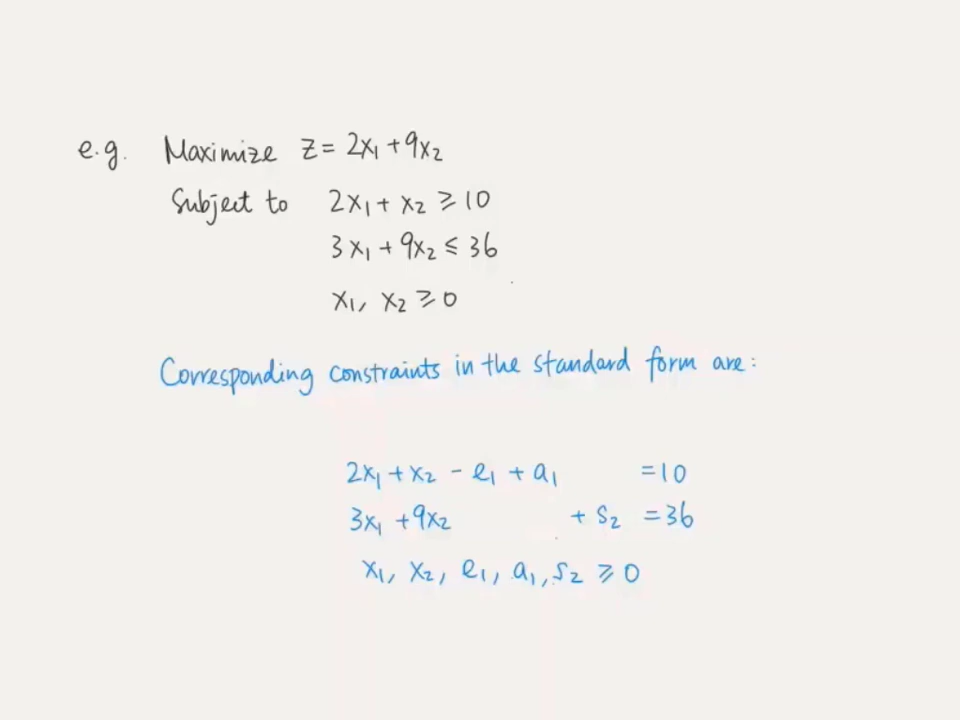 e.g. Maximize z = 2x₁ + 9x₂
Subject to 2x₁ + x₂ ≥ 10
3x₁ + 9x₂ ≤ 36
x₁, x₂ ≥ 0
Corresponding constraints in the standard form are:
2x₁ + x₂ - e₁ + a₁ = 10
3x₁ + 9x₂ + s₂ = 36
x₁, x₂, e₁, a₁, s₂ ≥ 0